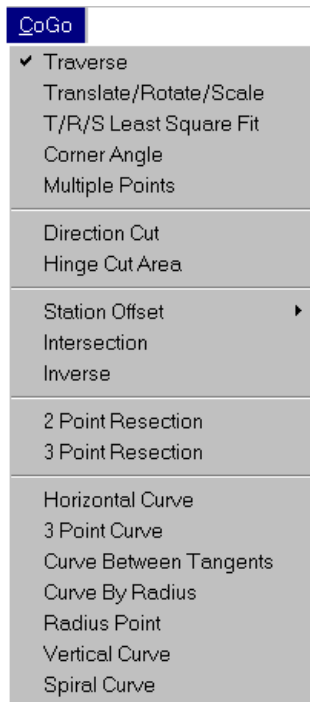 CoGo
Traverse
Translate/Rotate/Scale
T/R/S Least Square Fit
Corner Angle
Multiple Points
Direction Cut
Hinge Cut Area
Station Offset
Intersection
Inverse
2 Point Resection
3 Point Resection
Horizontal Curve
3 Point Curve
Curve Between Tangents
Curve By Radius
Radius Point
Vertical Curve
Spiral Curve